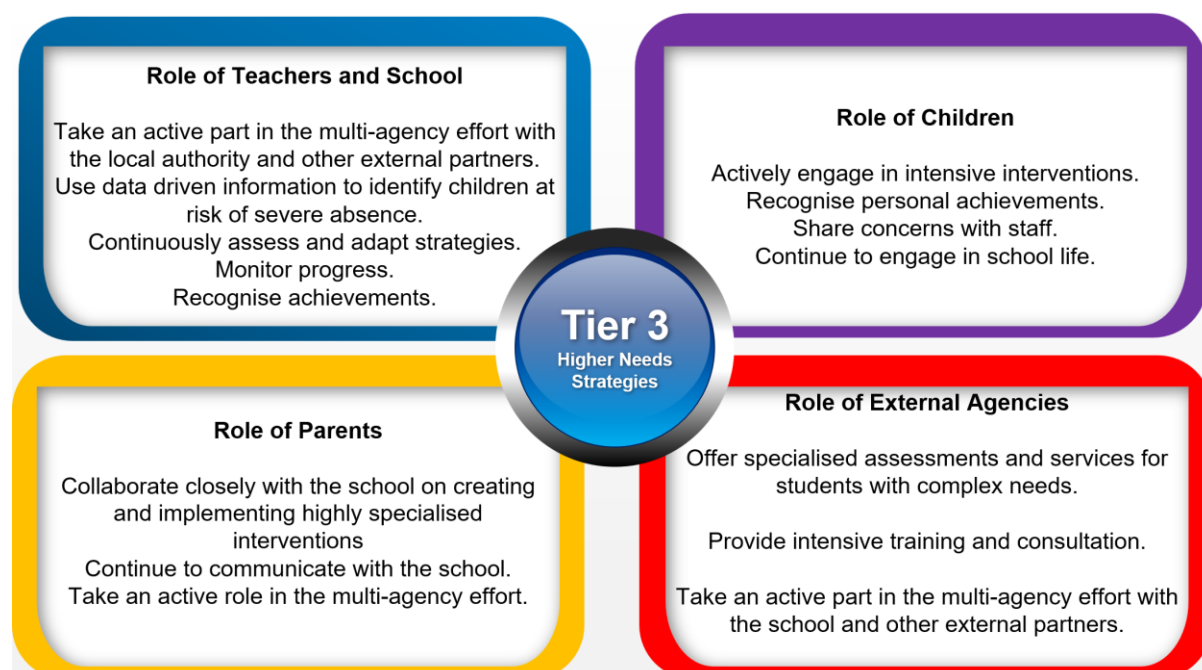 Role of Teachers and School
Take an active part in the multi-agency effort with
the local authority and other external partners.
Use data driven information to identify children at
risk of severe absence.
Continuously assess and adapt strategies.
Monitor progress.
Recognise achievements.
Role of Children
Actively engage in intensive interventions.
Recognise personal achievements.
Share concerns with staff.
Continue to engage in school life.
Tier 3
Higher Needs
Strategies
Role of Parents
Collaborate closely with the school on creating
and implementing highly specialised
interventions
Continue to communicate with the school.
Take an active role in the multi-agency effort.
Role of External Agencies
Offer specialised assessments and services for
students with complex needs.
Provide intensive training and consultation.
Take an active part in the multi-agency effort with
the school and other external partners.